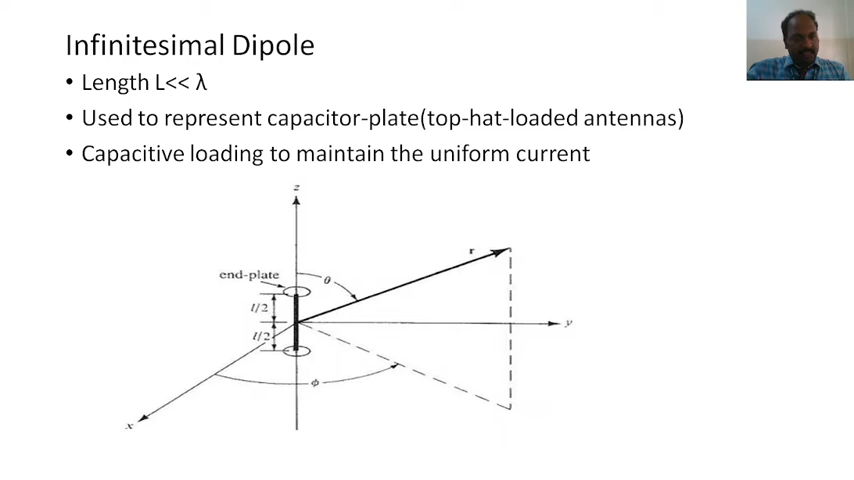 Infinitesimal Dipole
• Length L<< λ
• Used to represent capacitor-plate(top-hat-loaded antennas)
• Capacitive loading to maintain the uniform current
z
r
end-plate
θ
l/2
y
l/2
ϕ
x